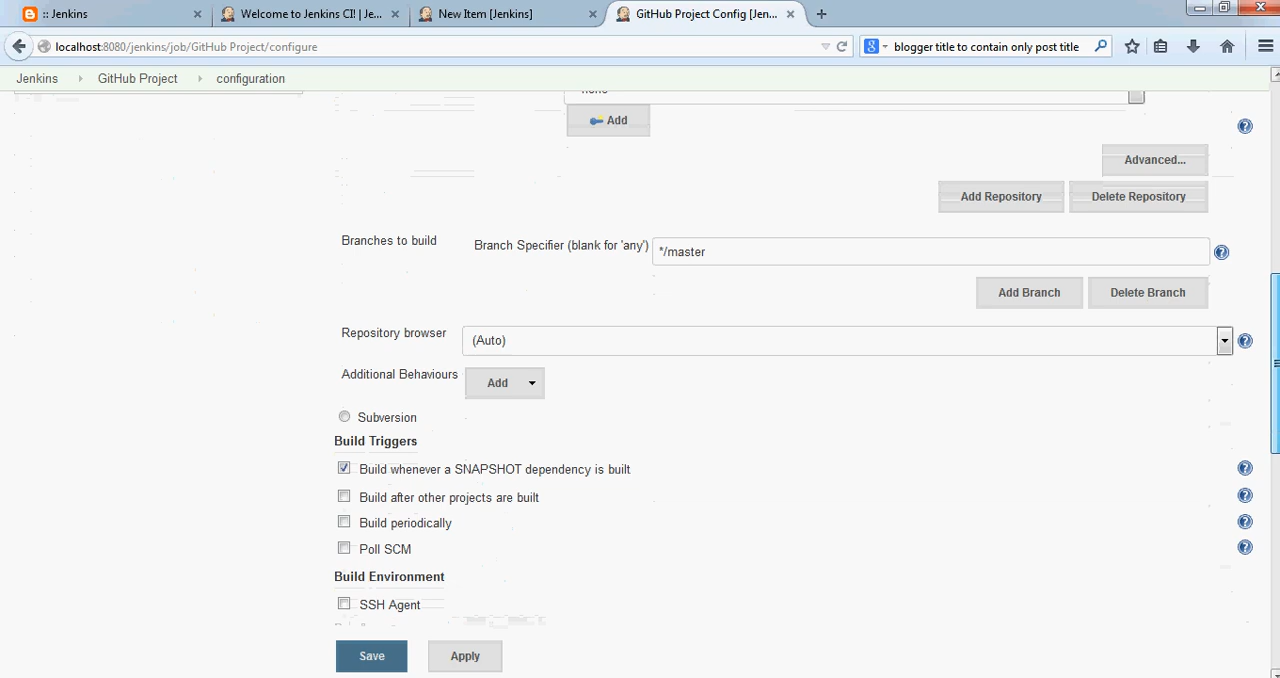 :: Jenkins
Welcome to Jenkins CI! | Je...
New Item [Jenkins]
GitHub Project Config [Jen...
localhost:8080/jenkins/job/GitHub Project/configure
blogger title to contain only post title
Jenkins
GitHub Project
configuration
Add
Advanced...
Add Repository
Delete Repository
Branches to build
Branch Specifier (blank for 'any')
*/master
Add Branch
Delete Branch
Repository browser
(Auto)
Additional Behaviours
Add
Subversion
Build Triggers
Build whenever a SNAPSHOT dependency is built
Build after other projects are built
Build periodically
Poll SCM
Build Environment
SSH Agent
Save
Apply